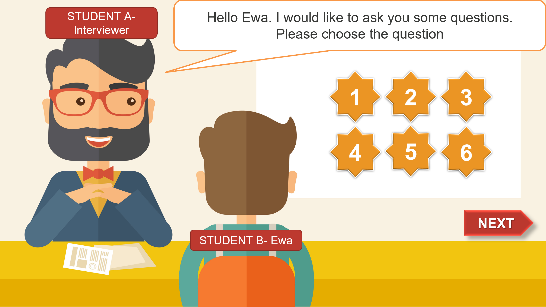 STUDENT A-
Interviewer
Hello Ewa. I would like to ask you some questions.
Please choose the question
1 2 3
4 5 6
NEXT
STUDENT B- Ewa